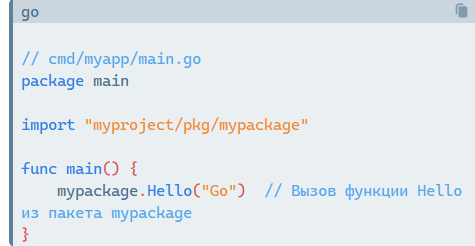 go
// cmd/myapp/main.go
package main
import "myproject/pkg/mypackage"
func main() {
    mypackage.Hello("Go")  // Вызов функции Hello
из пакета mypackage
}